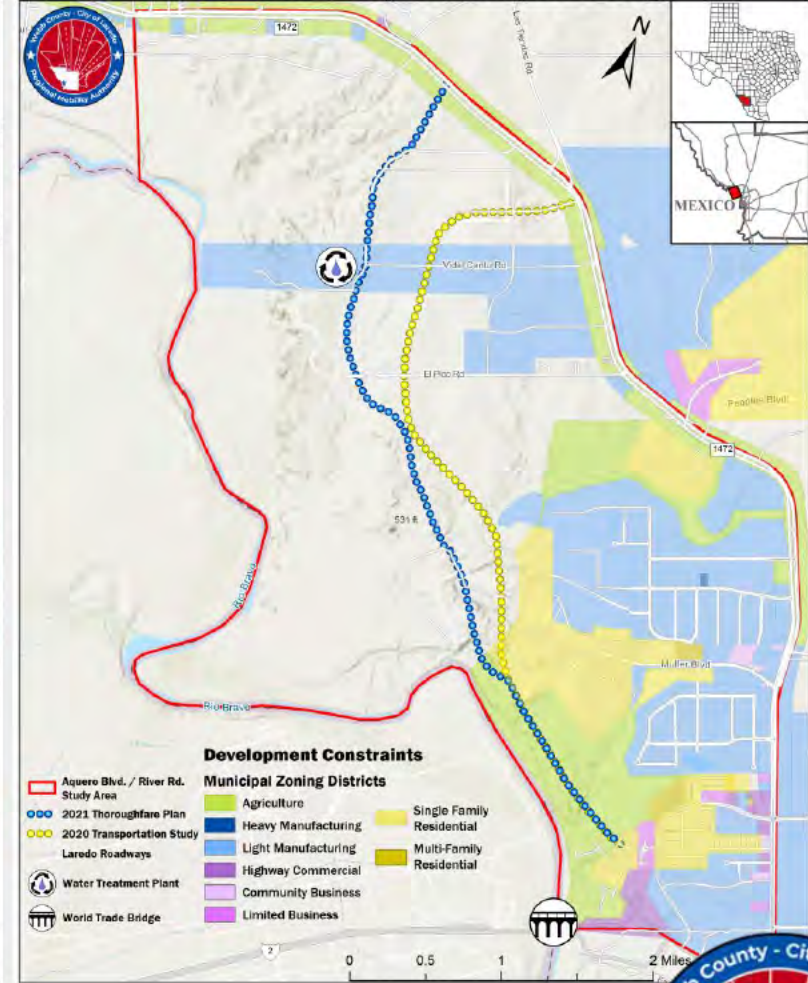 Webb County - City of Laredo
Regional Mobility Authority
1472
Las Tiendas Rd
N
MEXICO
Vidal Cantu Rd
El Pico Rd
Peoples Blvd
1472
531 ft
Rio Bravo
Muller Blvd
Rio Bravo
Development Constraints
Aquero Blvd. / River Rd.
Study Area
2021 Thoroughfare Plan
2020 Transportation Study
Laredo Roadways
Water Treatment Plant
World Trade Bridge
Municipal Zoning Districts
Agriculture
Heavy Manufacturing
Light Manufacturing
Highway Commercial
Community Business
Limited Business
Single Family
Residential
Multi-Family
Residential
2
0 0.5 1 2 Miles
County - Ci